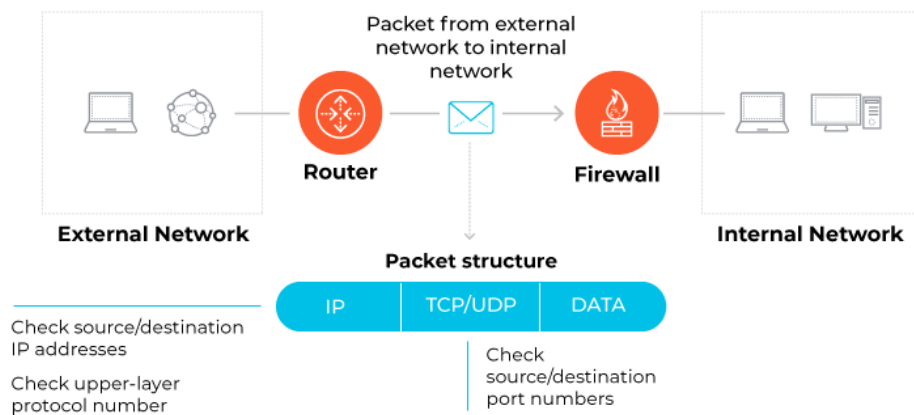 Packet from external
network to internal
network
Router
Firewall
External Network
Internal Network
Packet structure
IP
TCP/UDP
DATA
Check source/destination
IP addresses
Check upper-layer
protocol number
Check
source/destination
port numbers